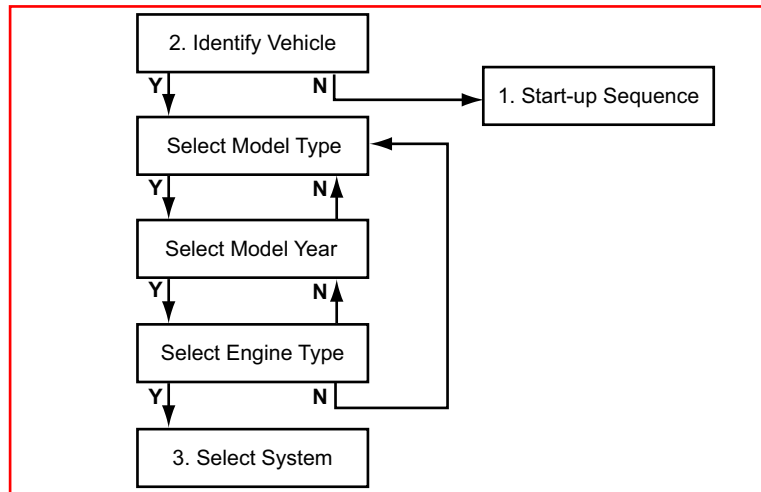 2. Identify Vehicle
Y
N
1. Start-up Sequence
Select Model Type
Y
N
Select Model Year
Y
N
Select Engine Type
Y
N
3. Select System